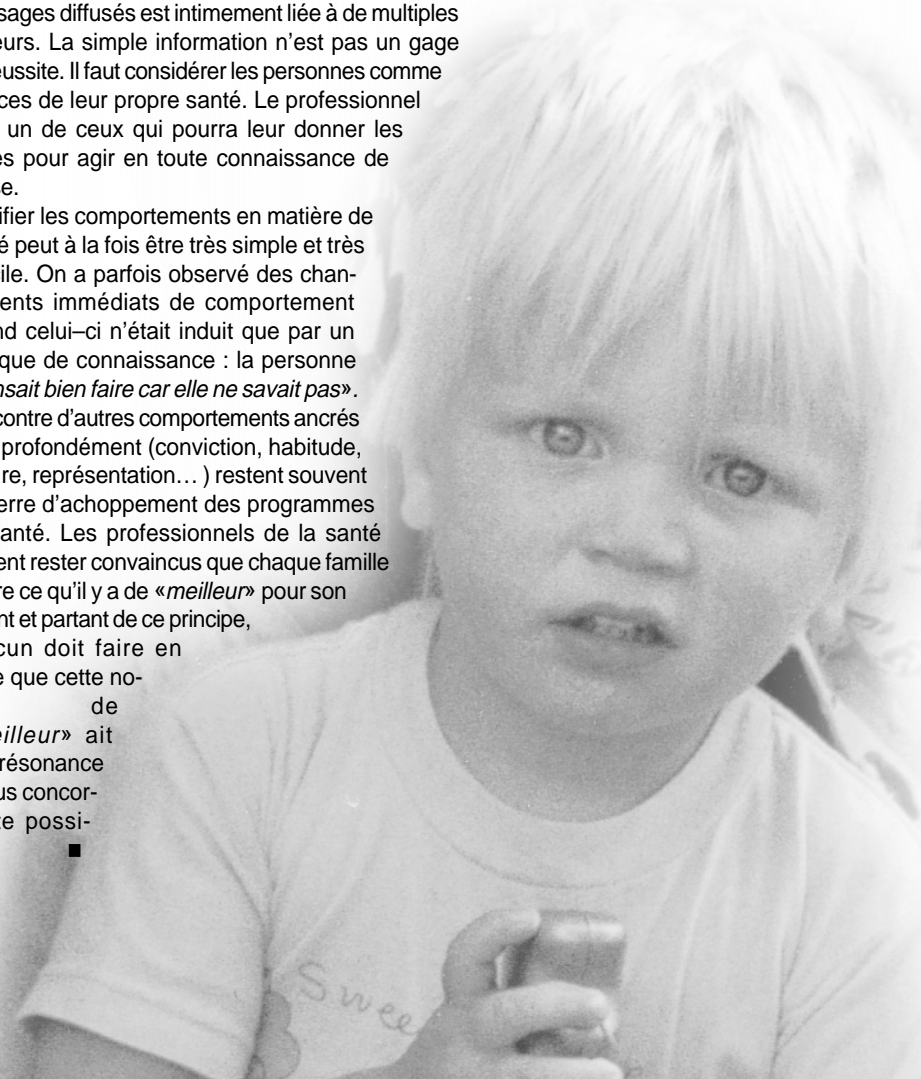 sages diffusés est intimement liée à de multiples
eurs. La simple information n’est pas un gage
éussite. Il faut considérer les personnes comme
ces de leur propre santé. Le professionnel
un de ceux qui pourra leur donner les
es pour agir en toute connaissance de
e.
ifier les comportements en matière de
é peut à la fois être très simple et très
cile. On a parfois observé des chan-
ents immédiats de comportement
nd celui–ci n’était induit que par un
que de connaissance : la personne
nsait bien faire car elle ne savait pas».
contre d’autres comportements ancrés
profondément (conviction, habitude,
re, représentation… ) restent souvent
erre d’achoppement des programmes
anté. Les professionnels de la santé
ent rester convaincus que chaque famille
re ce qu’il y a de «meilleur» pour son
nt et partant de ce principe,
cun doit faire en
e que cette no-
de
eilleur» ait
résonance
us concor-
te possi-
Swee